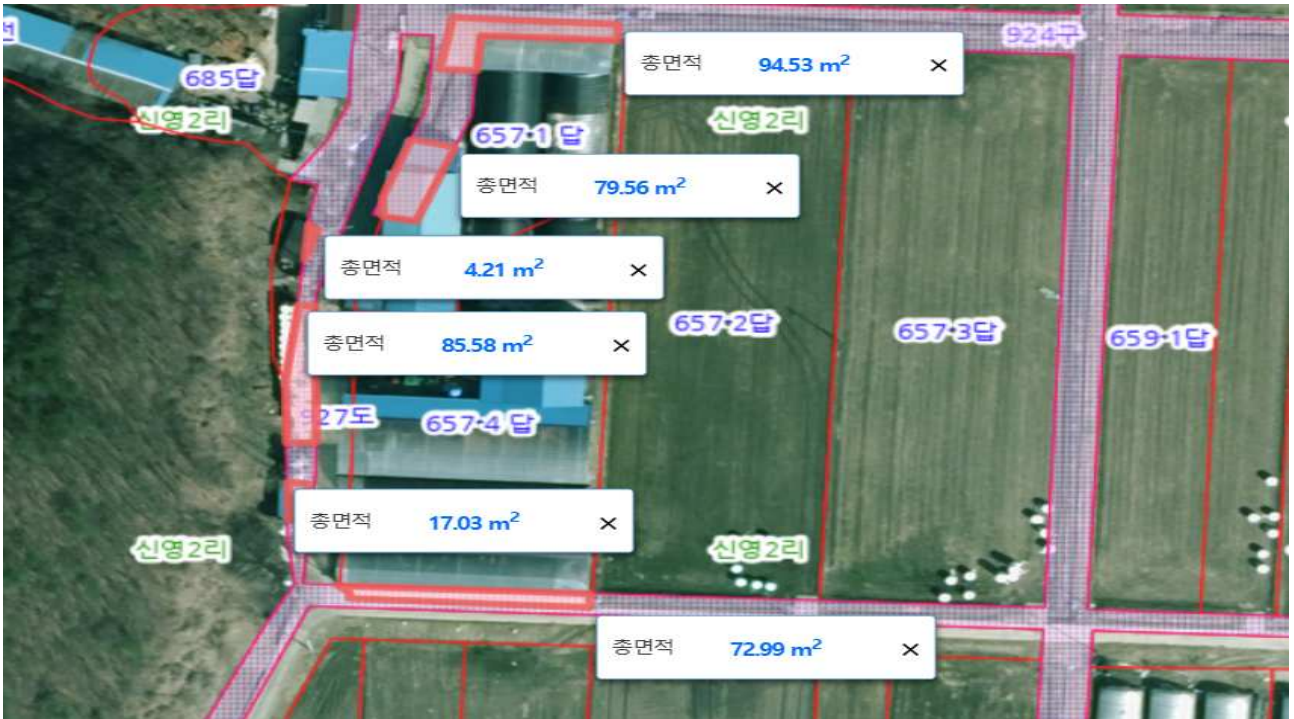 전
924구
총면적 94.53 m²
685답
신영2리
657·1 답
신영2리
총면적 79.56 m²
총면적 4.21 m²
657·2답
657·3답
659·1답
총면적 85.58 m²
927도
657·4 답
총면적 17.03 m²
신영2리
신영2리
총면적 72.99 m²